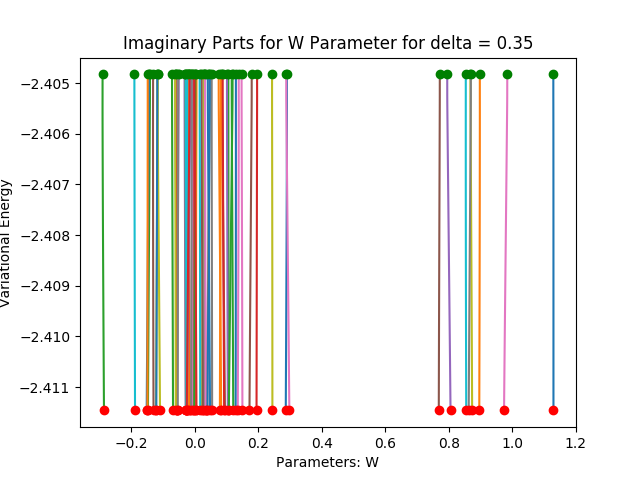 Imaginary Parts for W Parameter for delta = 0.35
Variational Energy
−2.405
−2.406
−2.407
−2.408
−2.409
−2.410
−2.411
−0.2 0.0 0.2 0.4 0.6 0.8 1.0 1.2
Parameters: W